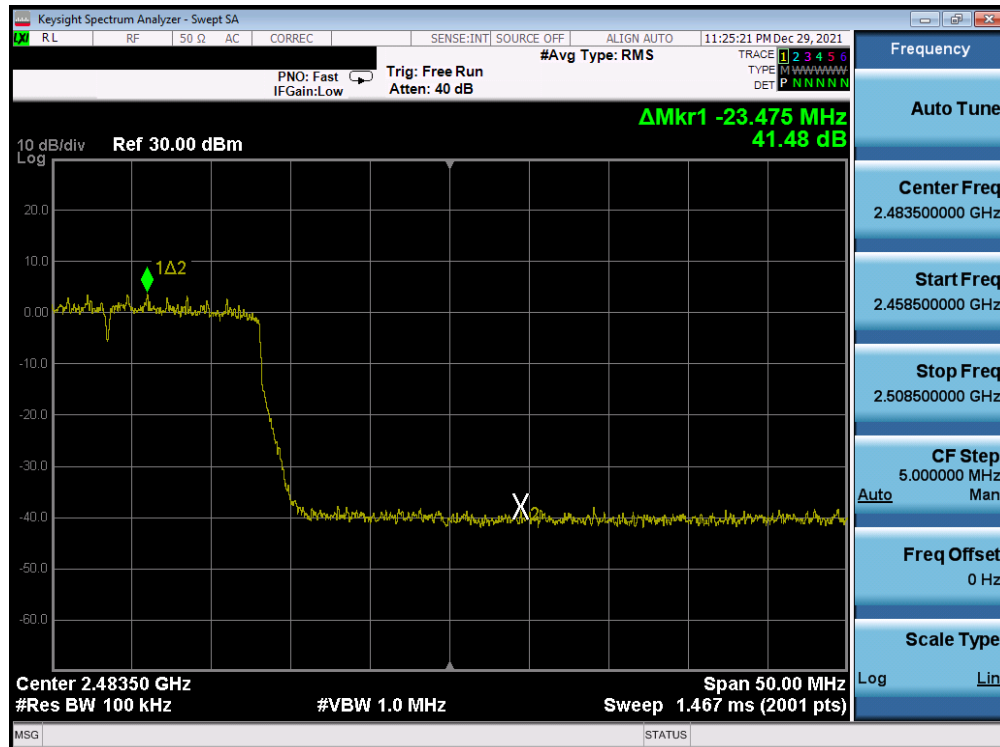 Keysight Spectrum Analyzer - Swept SA
LXI RL RF 50 Ω AC CORREC SENSE:INT SOURCE OFF ALIGN AUTO 11:25:21 PM Dec 29, 2021
#Avg Type: RMS
TRACE 1 2 3 4 5 6
TYPE M WWWWW
DET P N N N N N
PNO: Fast
IFGain:Low
Trig: Free Run
Atten: 40 dB
ΔMkr1 -23.475 MHz
41.48 dB
10 dB/div
Log
Ref 30.00 dBm
20.0
10.0
1Δ2
0.00
-10.0
-20.0
-30.0
-40.0
X2
-50.0
-60.0
Center 2.48350 GHz
Span 50.00 MHz
#Res BW 100 kHz
#VBW 1.0 MHz
Sweep 1.467 ms (2001 pts)
MSG
STATUS
Frequency
Auto Tune
Center Freq
2.483500000 GHz
Start Freq
2.458500000 GHz
Stop Freq
2.508500000 GHz
CF Step
5.000000 MHz
Auto Man
Freq Offset
0 Hz
Scale Type
Log Lin